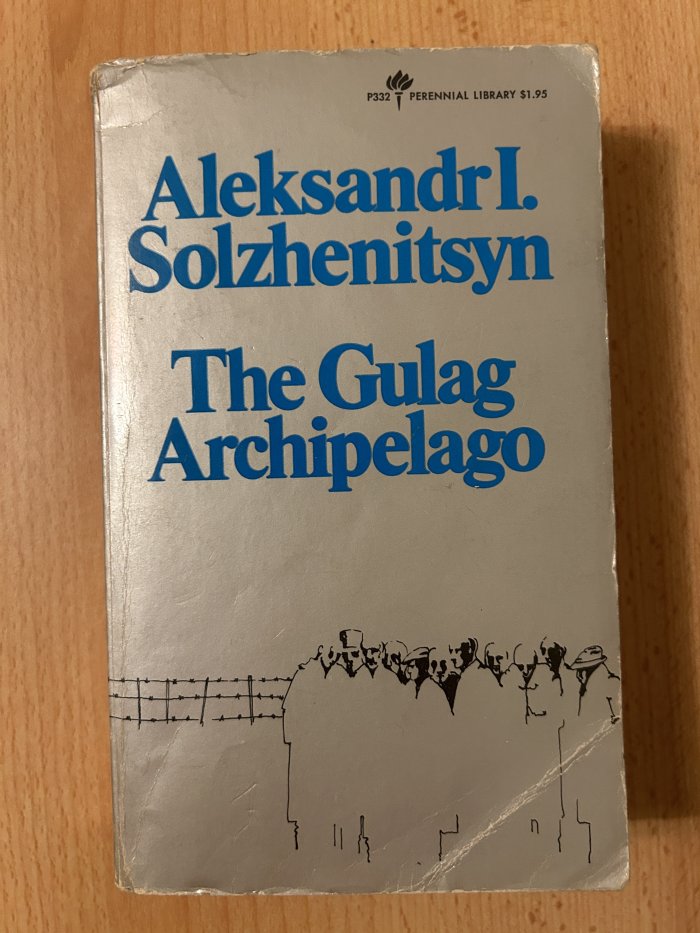 P332 PERENNIAL LIBRARY $1.95
Aleksandr I.
Solzhenitsyn
The Gulag
Archipelago